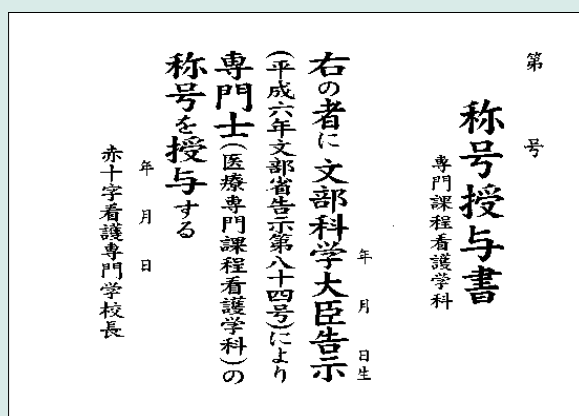 第　号
称号授与書
専門課程看護学科
年　月　日生
右の者に文部科学大臣告示
(平成六年文部省告示第八十四号)により
専門士(医療専門課程看護学科)の
称号を授与する
年　月　日
赤十字看護専門学校長